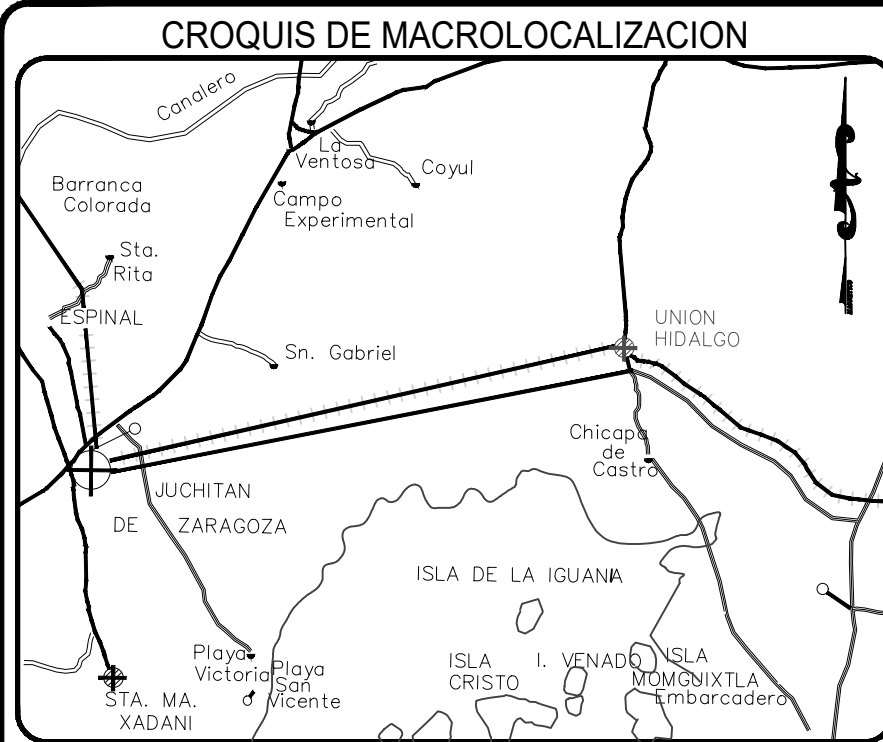 CROQUIS DE MACROLOCALIZACION
Canalero
La
Ventosa
Coyul
Barranca
Colorada
Campo
Experimental
Sta.
Rita
ESPINAL
UNION
HIDALGO
Sn. Gabriel
Chicapa
de
Castro
JUCHITAN
DE ZARAGOZA
ISLA DE LA IGUANIA
Playa
Victoria
Playa
San
Vicente
ISLA
CRISTO
I. VENADO
ISLA
MOMGUIXTLA
Embarcadero
STA. MA.
XADANI